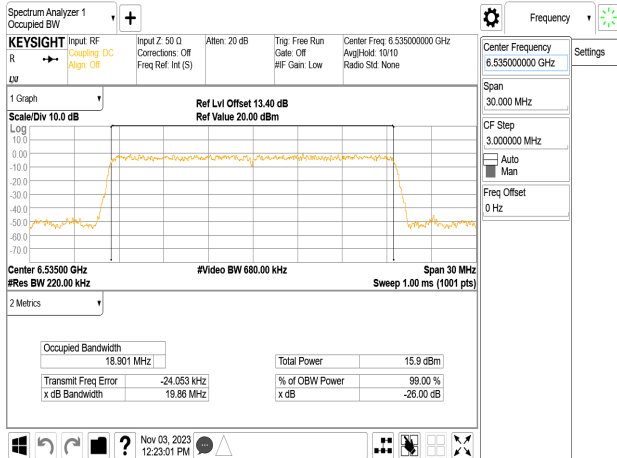 Spectrum Analyzer 1
Occupied BW
Frequency
KEYSIGHT
R
Input: RF
Coupling: DC
Align: Off
Input Z: 50 Ω
Corrections: Off
Freq Ref: Int (S)
Atten: 20 dB
Trig: Free Run
Gate: Off
#IF Gain: Low
Center Freq: 6.535000000 GHz
Avg|Hold: 10/10
Radio Std: None
Center Frequency
6.535000000 GHz
Settings
Span
30.000 MHz
CF Step
3.000000 MHz
Auto
Man
Freq Offset
0 Hz
1 Graph
Scale/Div 10.0 dB
Ref Lvl Offset 13.40 dB
Ref Value 20.00 dBm
Log
10.0
0.00
-10.0
-20.0
-30.0
-40.0
-50.0
-60.0
-70.0
Center 6.53500 GHz
#Video BW 680.00 kHz
Span 30 MHz
#Res BW 220.00 kHz
Sweep 1.00 ms (1001 pts)
2 Metrics
Occupied Bandwidth
18.901 MHz
Total Power 15.9 dBm
Transmit Freq Error -24.053 kHz
% of OBW Power 99.00 %
x dB Bandwidth 19.86 MHz
x dB -26.00 dB
?
Nov 03, 2023
12:23:01 PM